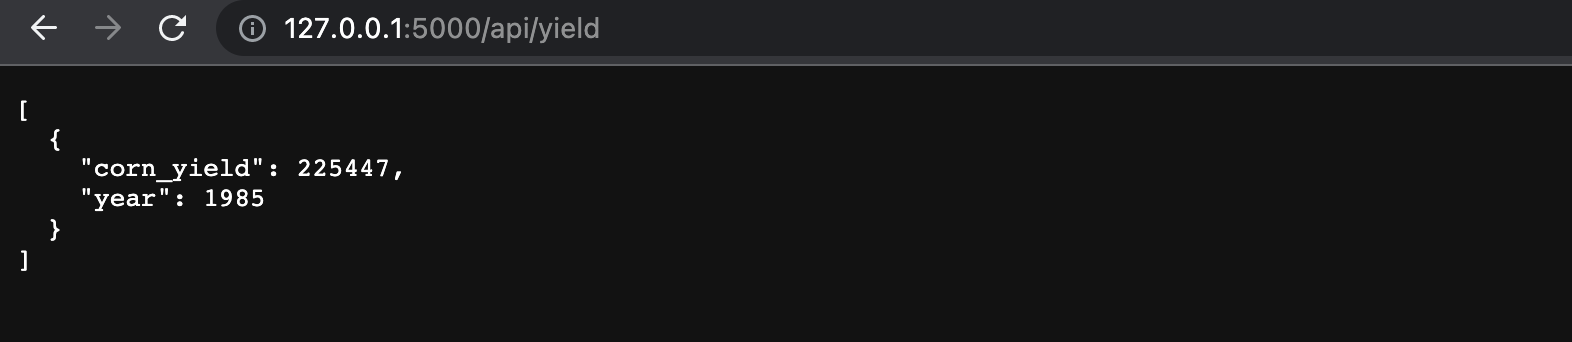 127.0.0.1:5000/api/yield
[
  {
    "corn_yield": 225447,
    "year": 1985
  }
]